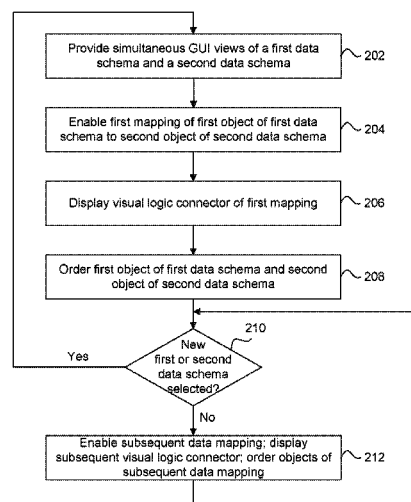 Provide simultaneous GUI views of a first data
schema and a second data schema
202
Enable first mapping of first object of first data
schema to second object of second data schema
204
Display visual logic connector of first mapping
206
Order first object of first data schema and second
object of second data schema
208
210
New
first or second
data schema
selected?
Yes
No
Enable subsequent data mapping; display
subsequent visual logic connector; order objects of
subsequent data mapping
212